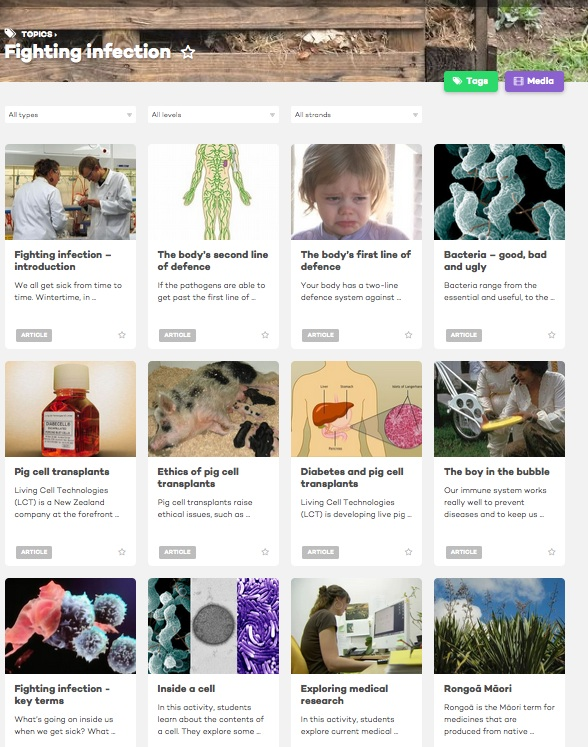 TOPICS ›
Fighting infection
Tags
Media
All types
All levels
All strands
Fighting infection –
introduction
We all get sick from time to
time. Wintertime, in ...
ARTICLE
The body's second line
of defence
If the pathogens are able to
get past the first line of ...
ARTICLE
The body's first line of
defence
Your body has a two-line
defence system against ...
ARTICLE
Bacteria – good, bad
and ugly
Bacteria range from the
essential and useful, to the ...
ARTICLE
DIABECELL
Pig cell transplants
Living Cell Technologies
(LCT) is a New Zealand
company at the forefront ...
ARTICLE
Ethics of pig cell
transplants
Pig cell transplants raise
ethical issues, such as ...
ARTICLE
Liver
Stomach
Pancreas
Diabetes and pig cell
transplants
Living Cell Technologies
(LCT) is developing live pig ...
ARTICLE
The boy in the bubble
Our immune system works
really well to prevent
diseases and to keep us ...
ARTICLE
Fighting infection -
key terms
What's going on inside us
when we get sick? What ...
Inside a cell
In this activity, students
learn about the contents of
a cell. They explore some ...
Exploring medical
research
In this activity, students
explore current medical ...
Rongoā Māori
Rongoā is the Māori term for
medicines that are
produced from native ...